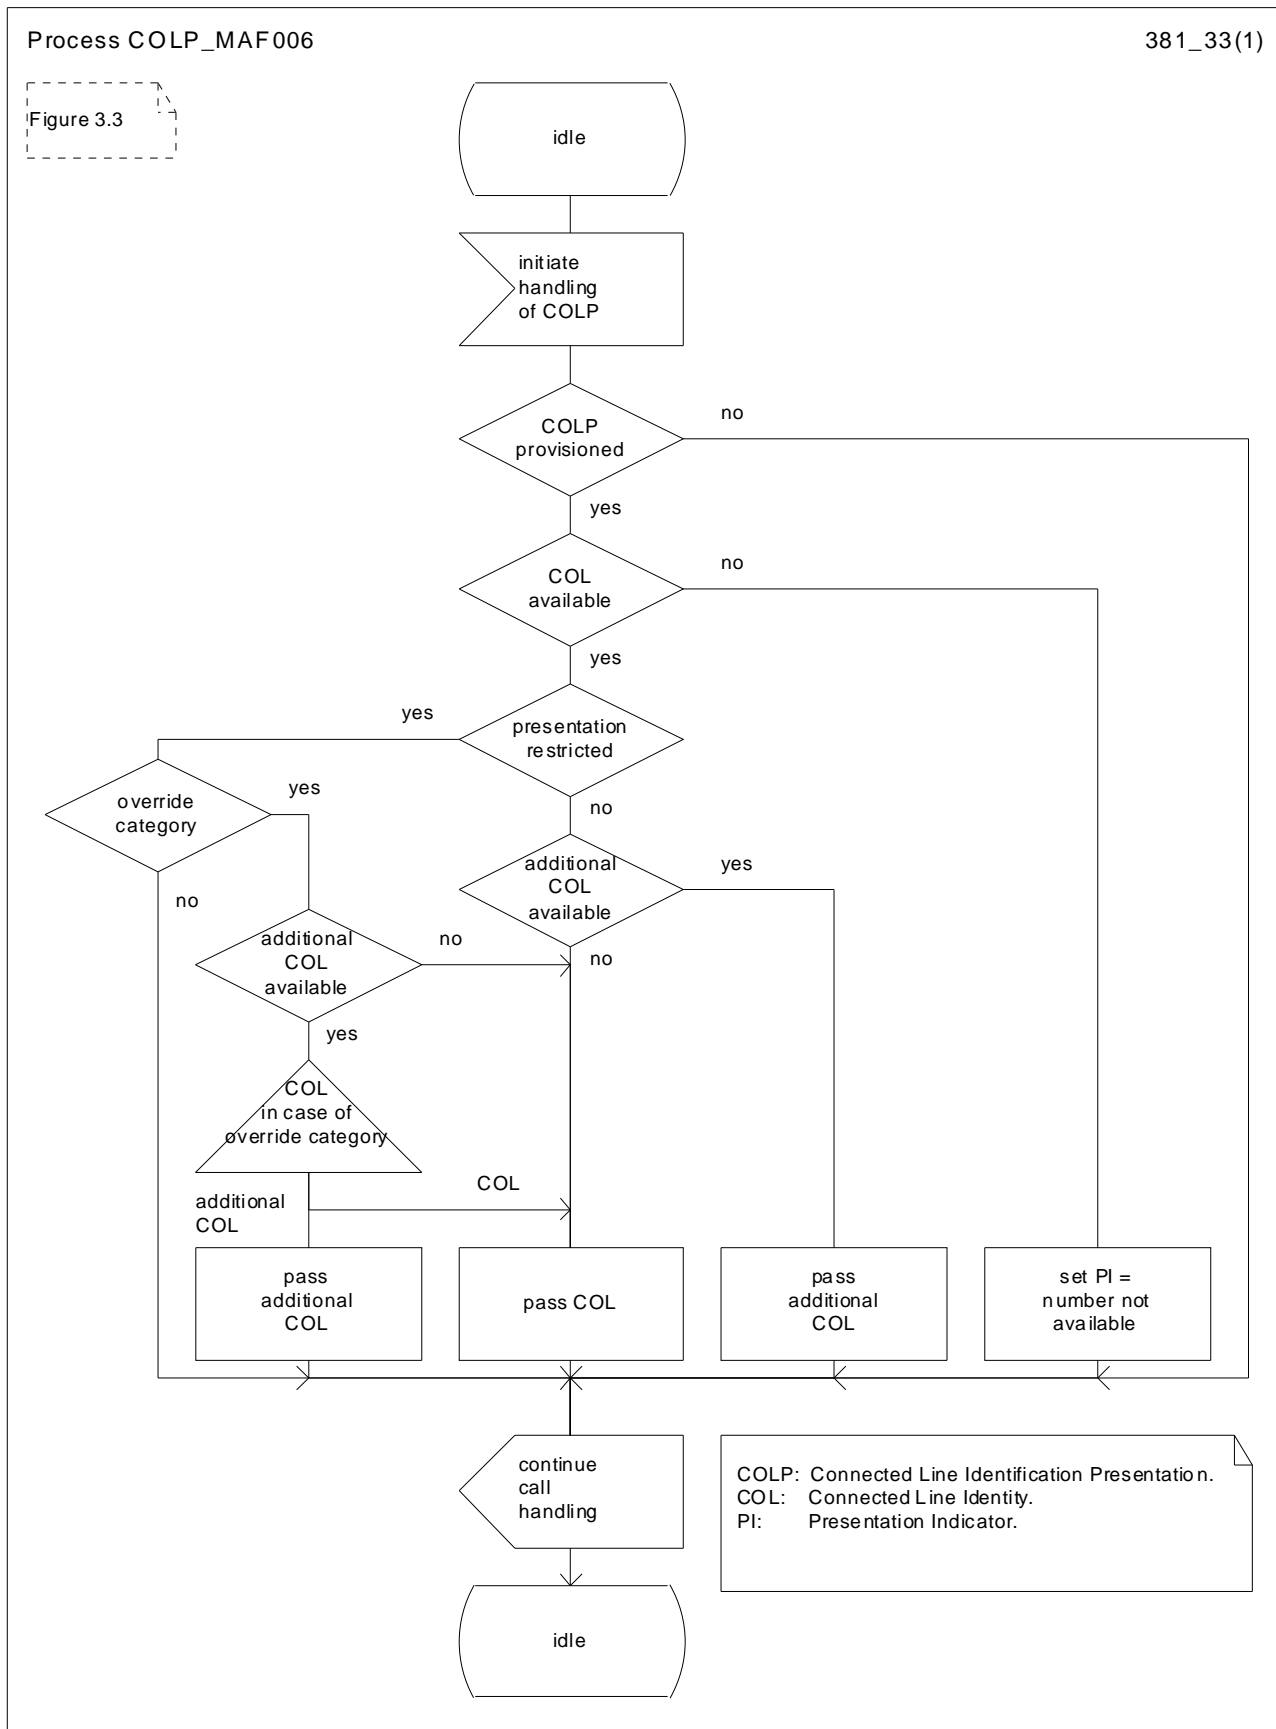 Process COLP_MAF006
381_33(1)
Figure 3.3
idle
initiate
handling
of COLP
COLP
provisioned
no
yes
COL
available
no
yes
presentation
restricted
yes
no
override
category
yes
no
additional
COL
available
yes
no
additional
COL
available
no
yes
COL
in case of
override category
additional
COL
COL
pass
additional
COL
pass COL
pass
additional
COL
set PI =
number not
available
continue
call
handling
COLP: Connected Line Identification Presentation.
COL: Connected Line Identity.
PI: Presentation Indicator.
idle